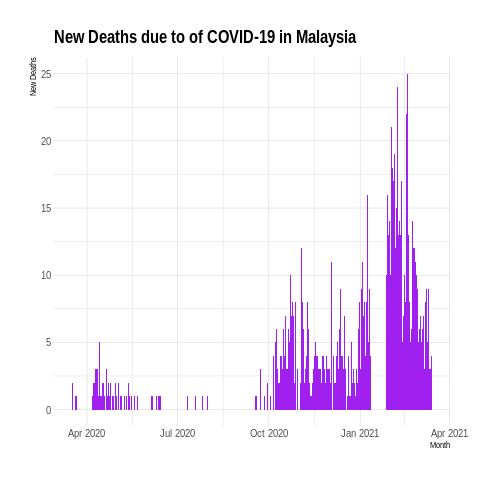 New Deaths due to of COVID-19 in Malaysia
New Deaths
25
20
15
10
5
0
Apr 2020 Jul 2020 Oct 2020 Jan 2021 Apr 2021
Month